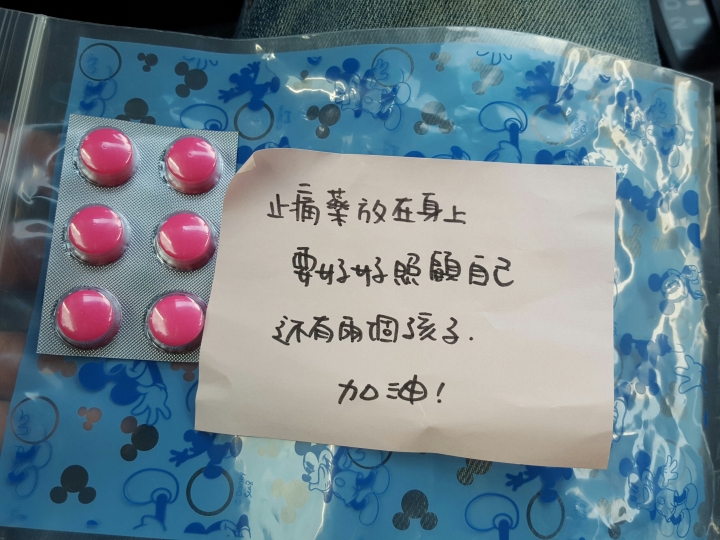 止痛藥放在身上
要好好照顧自己
还有兩個孩子.
加油!